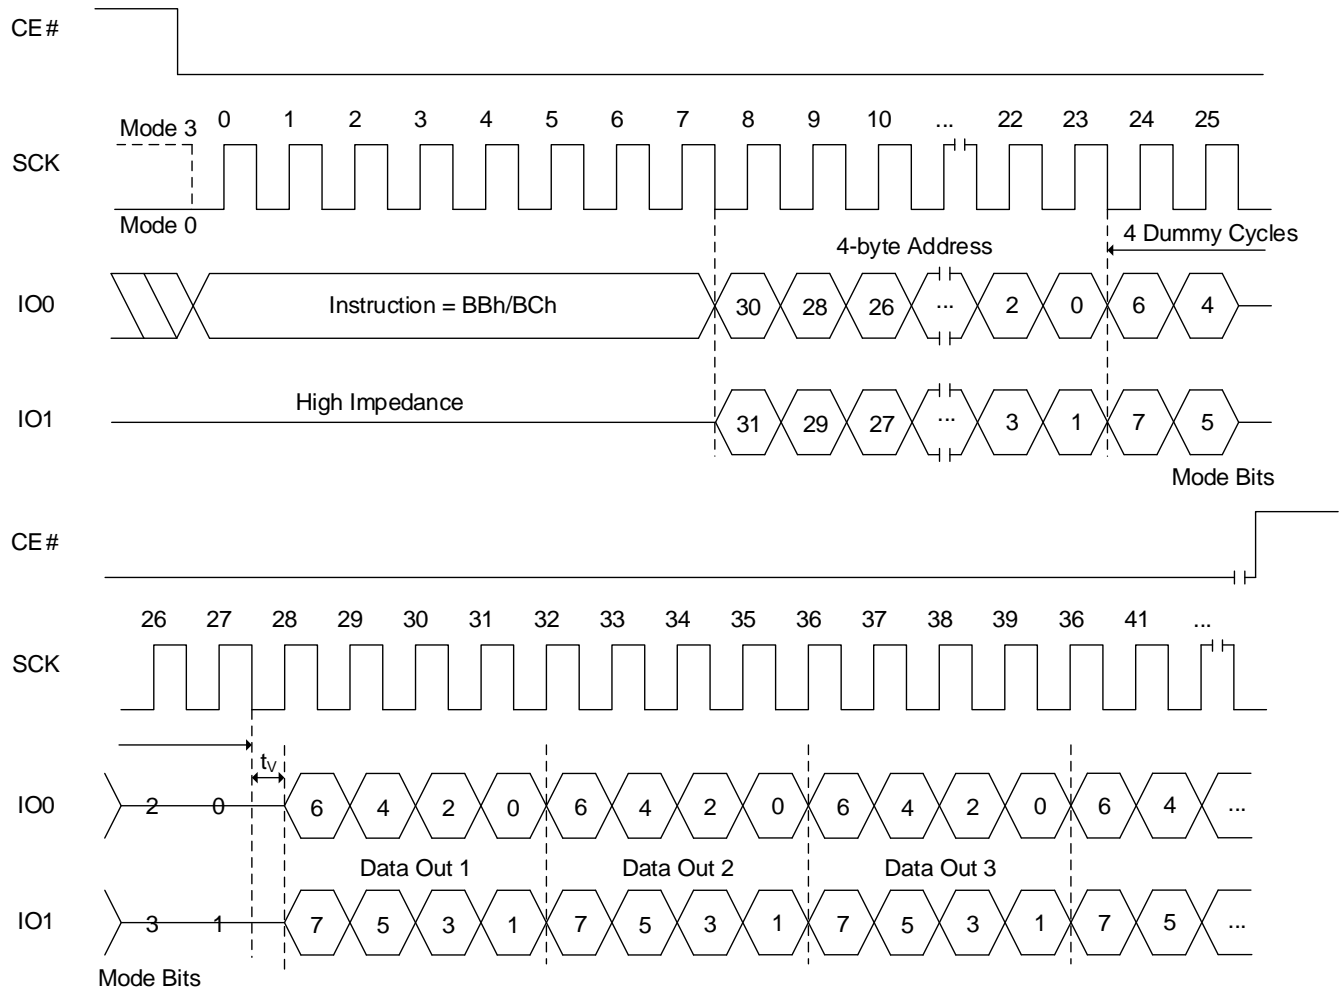 CE#
Mode 3 0 1 2 3 4 5 6 7 8 9 10 ... 22 23 24 25
SCK
Mode 0
4-byte Address 4 Dummy Cycles
IO0 Instruction = BBh/BCh 30 28 26 ... 2 0 6 4
High Impedance
IO1 31 29 27 ... 3 1 7 5
Mode Bits
CE#
26 27 28 29 30 31 32 33 34 35 36 37 38 39 36 41 ...
SCK
tV
IO0 2 0 6 4 2 0 6 4 2 0 6 4 2 0 6 4 ...
Data Out 1 Data Out 2 Data Out 3
IO1 3 1 7 5 3 1 7 5 3 1 7 5 3 1 7 5 ...
Mode Bits